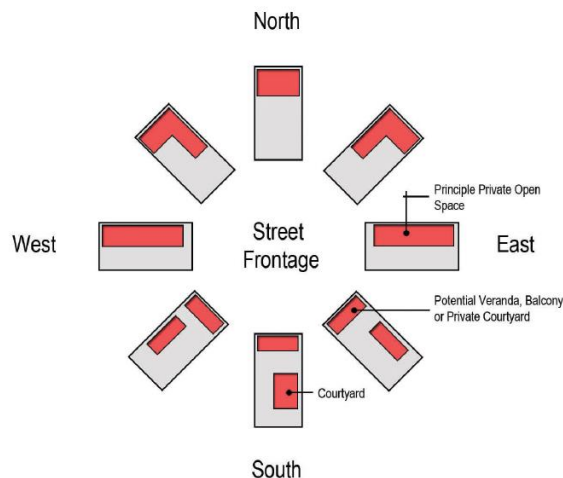 North
Principle Private Open
Space
West
Street
Frontage
East
Potential Veranda, Balcony
or Private Courtyard
Courtyard
South